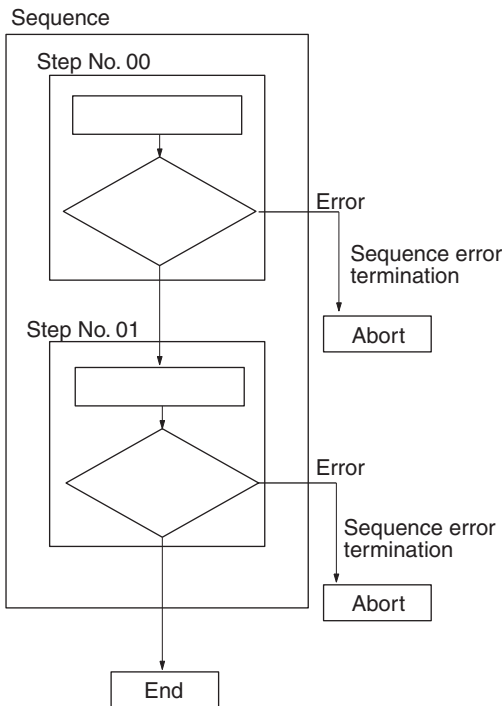 Sequence
Step No. 00
Error
Sequence error
termination
Abort
Step No. 01
Error
Sequence error
termination
Abort
End